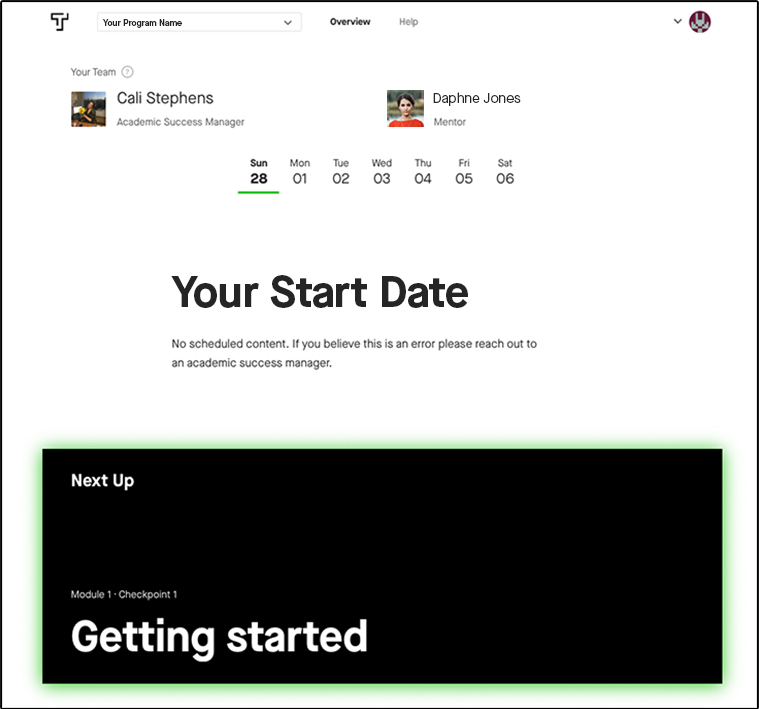 Your Program Name
Overview
Help
Your Team ?
Cali Stephens
Academic Success Manager
Daphne Jones
Mentor
Sun Mon Tue Wed Thu Fri Sat
28 01 02 03 04 05 06
Your Start Date
No scheduled content. If you believe this is an error please reach out to
an academic success manager.
Next Up
Module 1 · Checkpoint 1
Getting started